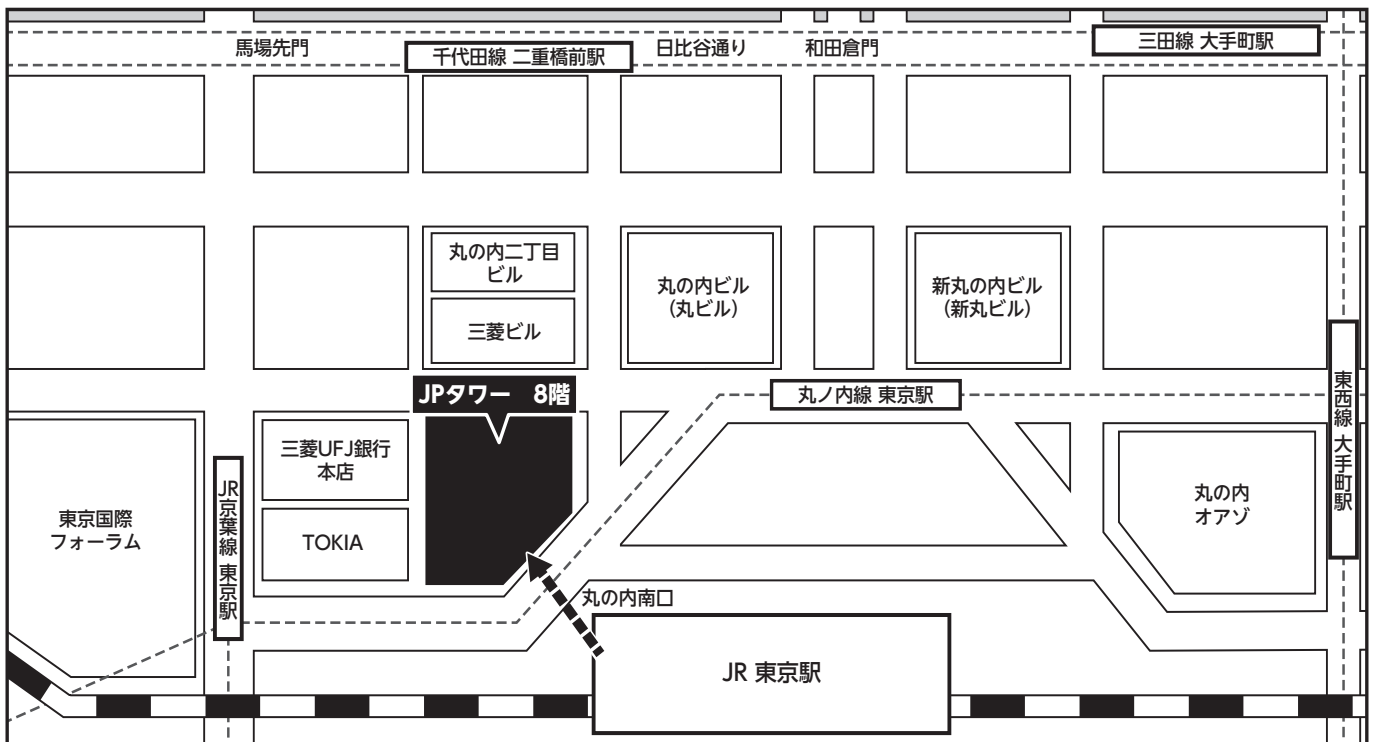 馬場先門
千代田線 二重橋前駅
日比谷通り
和田倉門
三田線 大手町駅
丸の内二丁目
ビル
三菱ビル
丸の内ビル
(丸ビル)
新丸の内ビル
(新丸ビル)
JPタワー　8階
丸ノ内線 東京駅
東西線 大手町駅
三菱UFJ銀行
本店
TOKIA
JR京葉線 東京駅
東京国際
フォーラム
丸の内
オアゾ
丸の内南口
JR 東京駅